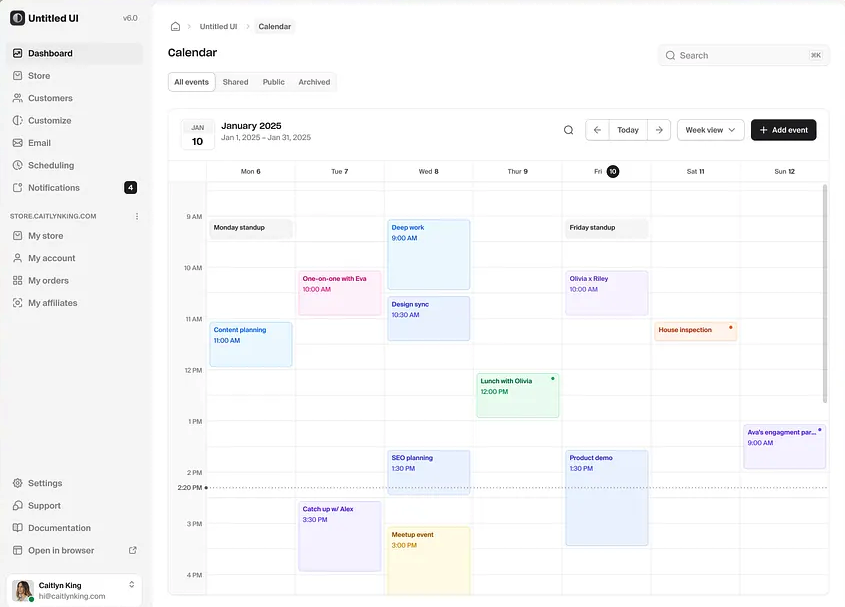 Untitled UI
v6.0
Dashboard
Store
Customers
Customize
Email
Scheduling
Notifications
4
STORE.CAITLYNKING.COM
My store
My account
My orders
My affiliates
Settings
Support
Documentation
Open in browser
Caitlyn King
hi@caitlynking.com
Untitled UI
Calendar
Calendar
Search
⌘K
All events
Shared
Public
Archived
JAN
10
January 2025
Jan 1, 2025 – Jan 31, 2025
Today
Week view
Add event
Mon 6
Tue 7
Wed 8
Thur 9
Fri 10
Sat 11
Sun 12
9 AM
10 AM
11 AM
12 PM
1 PM
2 PM
2:20 PM
3 PM
4 PM
Monday standup
Content planning
11:00 AM
One-on-one with Eva
10:00 AM
Catch up w/ Alex
3:30 PM
Deep work
9:00 AM
Design sync
10:30 AM
SEO planning
1:30 PM
Meetup event
3:00 PM
Lunch with Olivia
12:00 PM
Friday standup
Olivia x Riley
10:00 AM
Product demo
1:30 PM
House inspection
Ava's engagment par...
9:00 AM